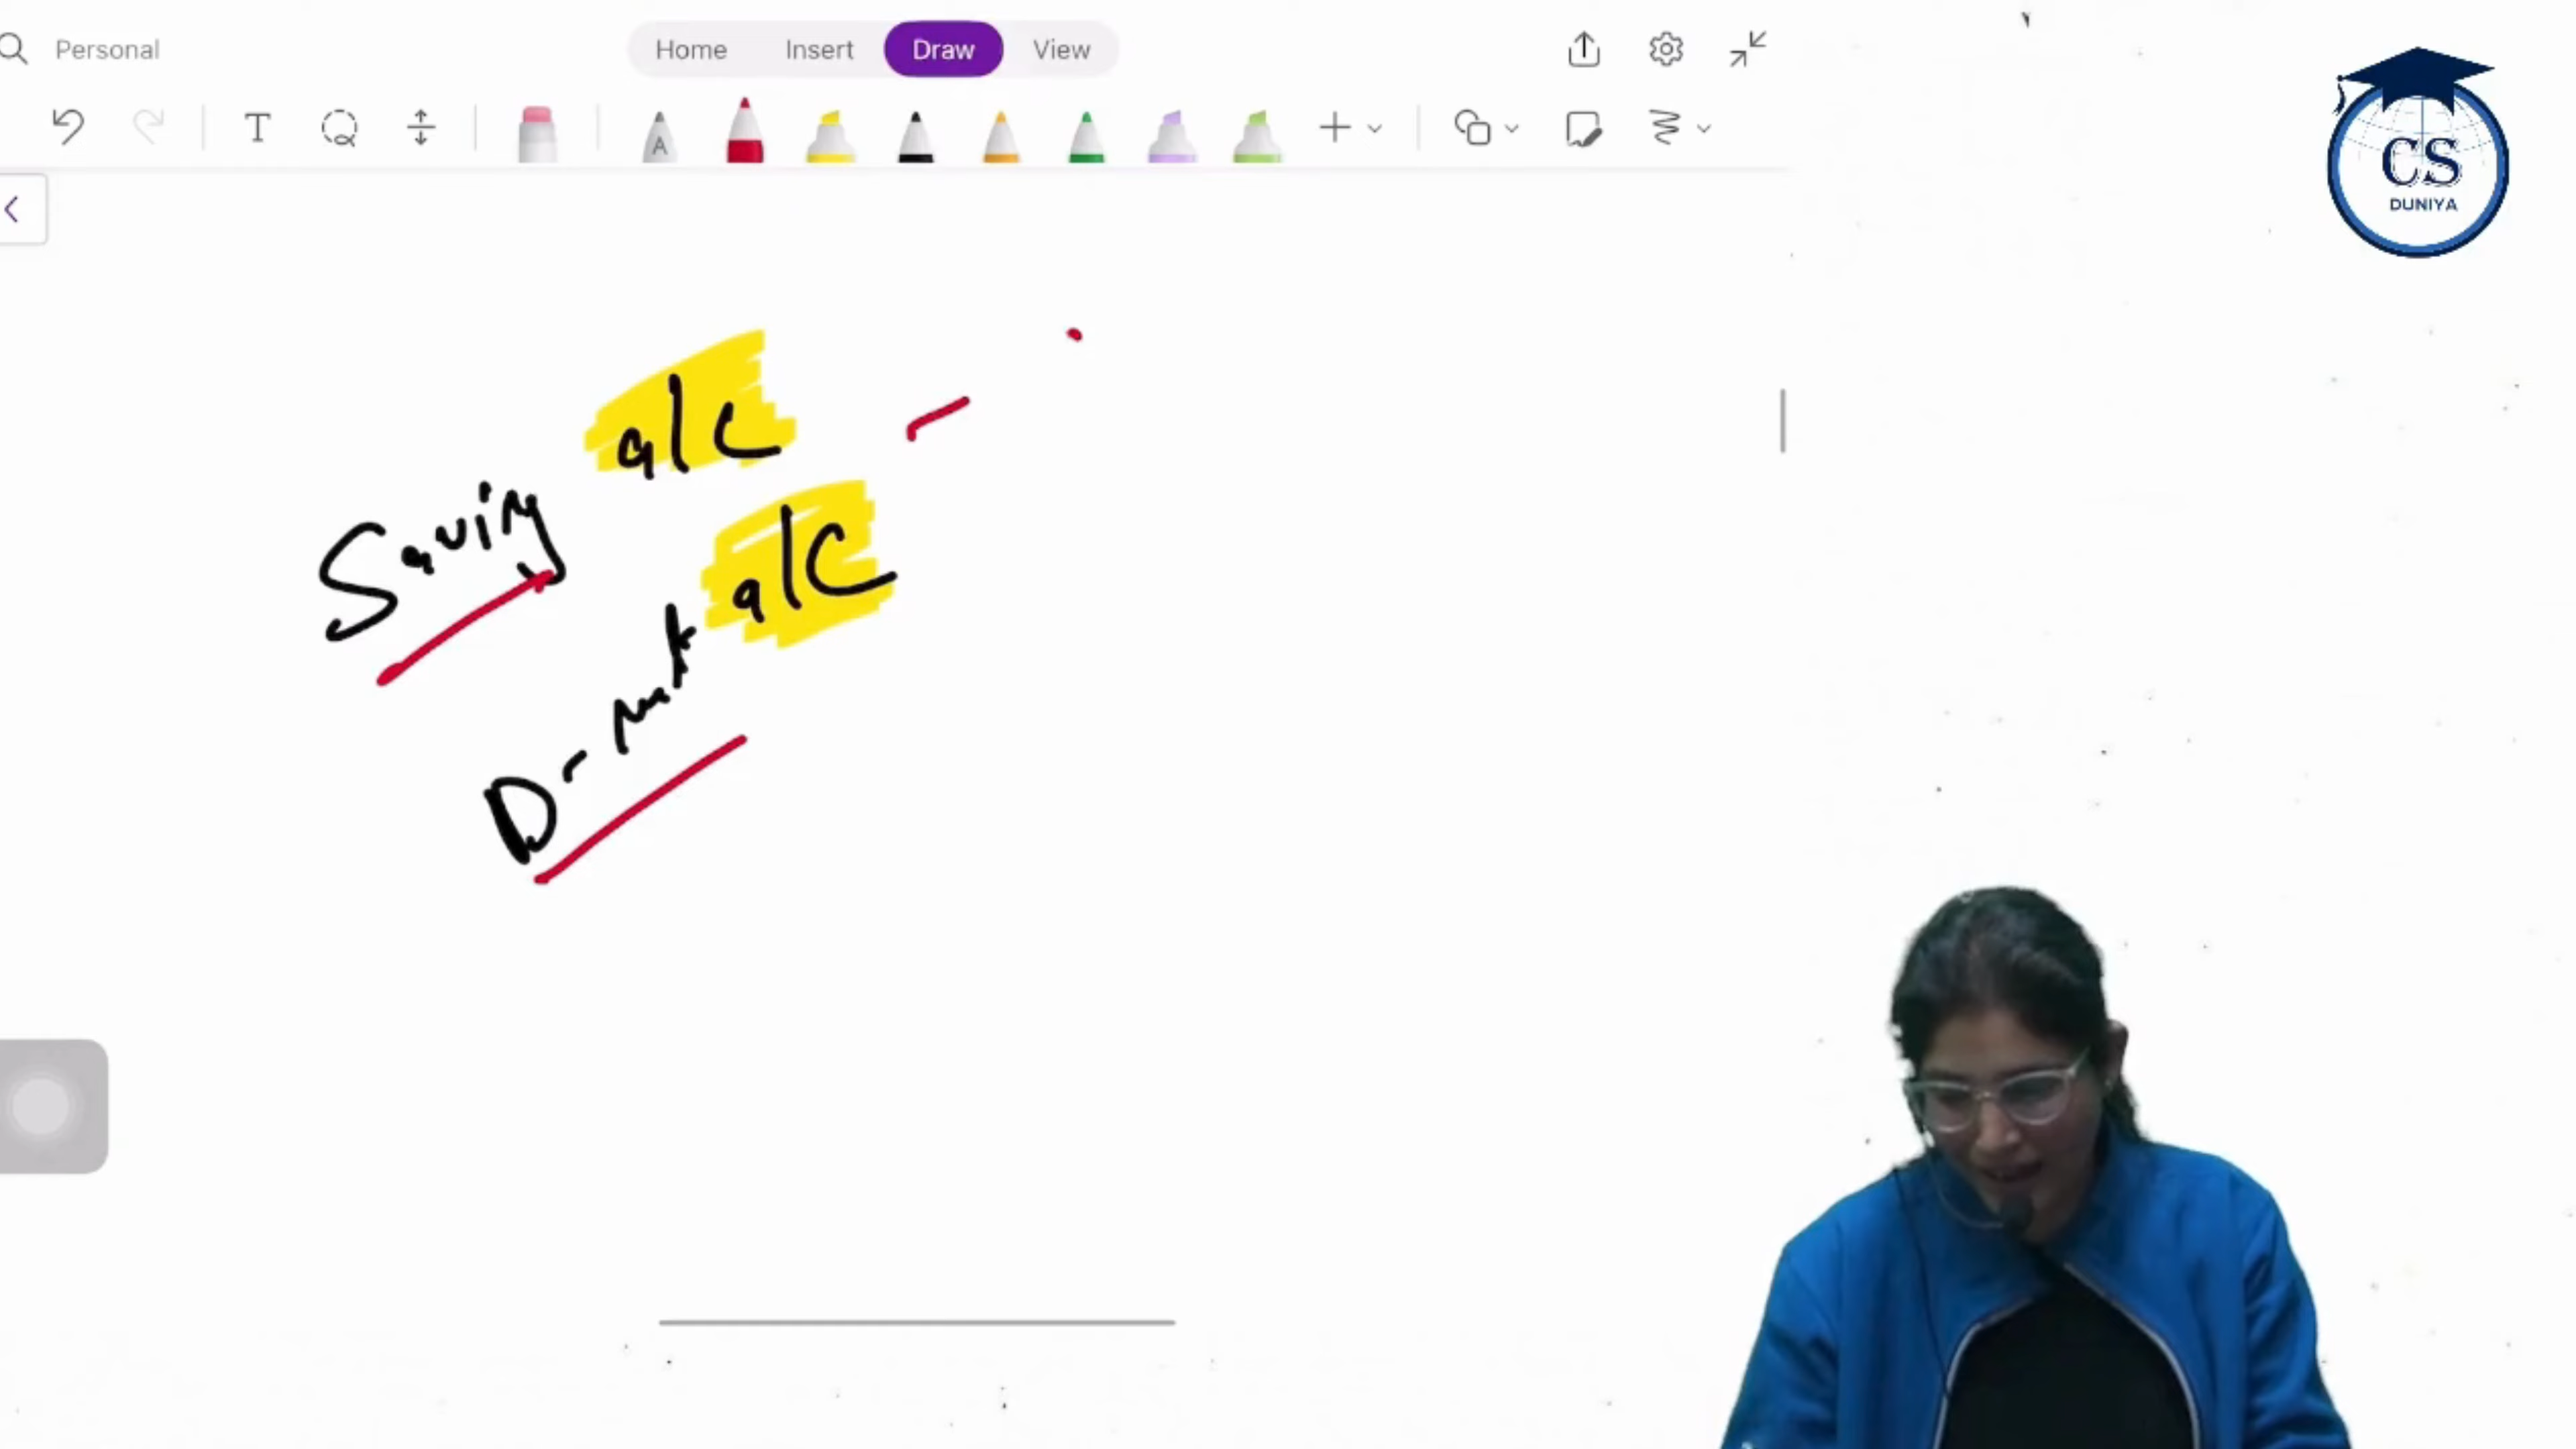 Personal
Home Insert Draw View
T
A
CS
DUNIYA
Saving a/c
D-mat a/c